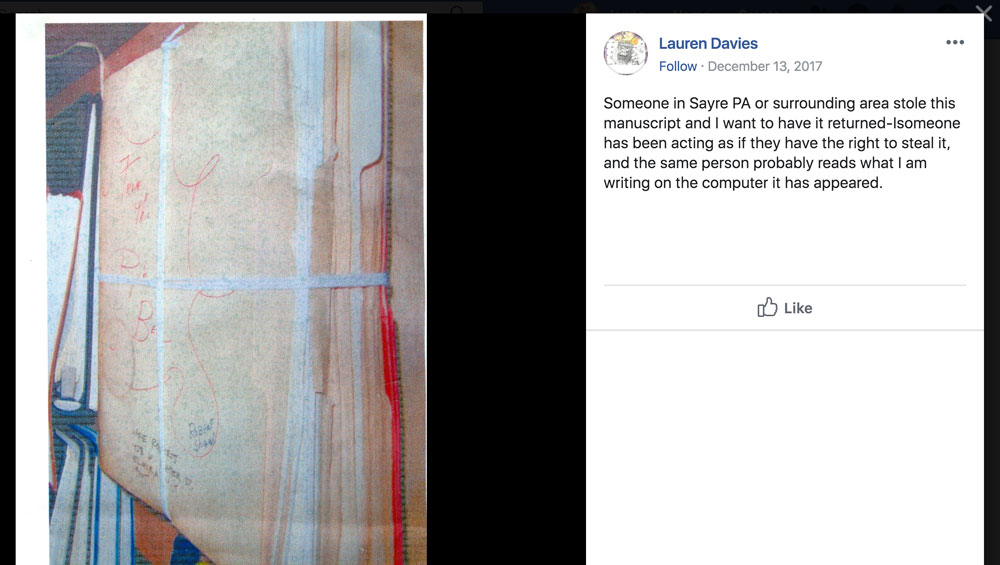 Lauren Davies
Follow · December 13, 2017
Someone in Sayre PA or surrounding area stole this
manuscript and I want to have it returned-Isomeone
has been acting as if they have the right to steal it,
and the same person probably reads what I am
writing on the computer it has appeared.
Like